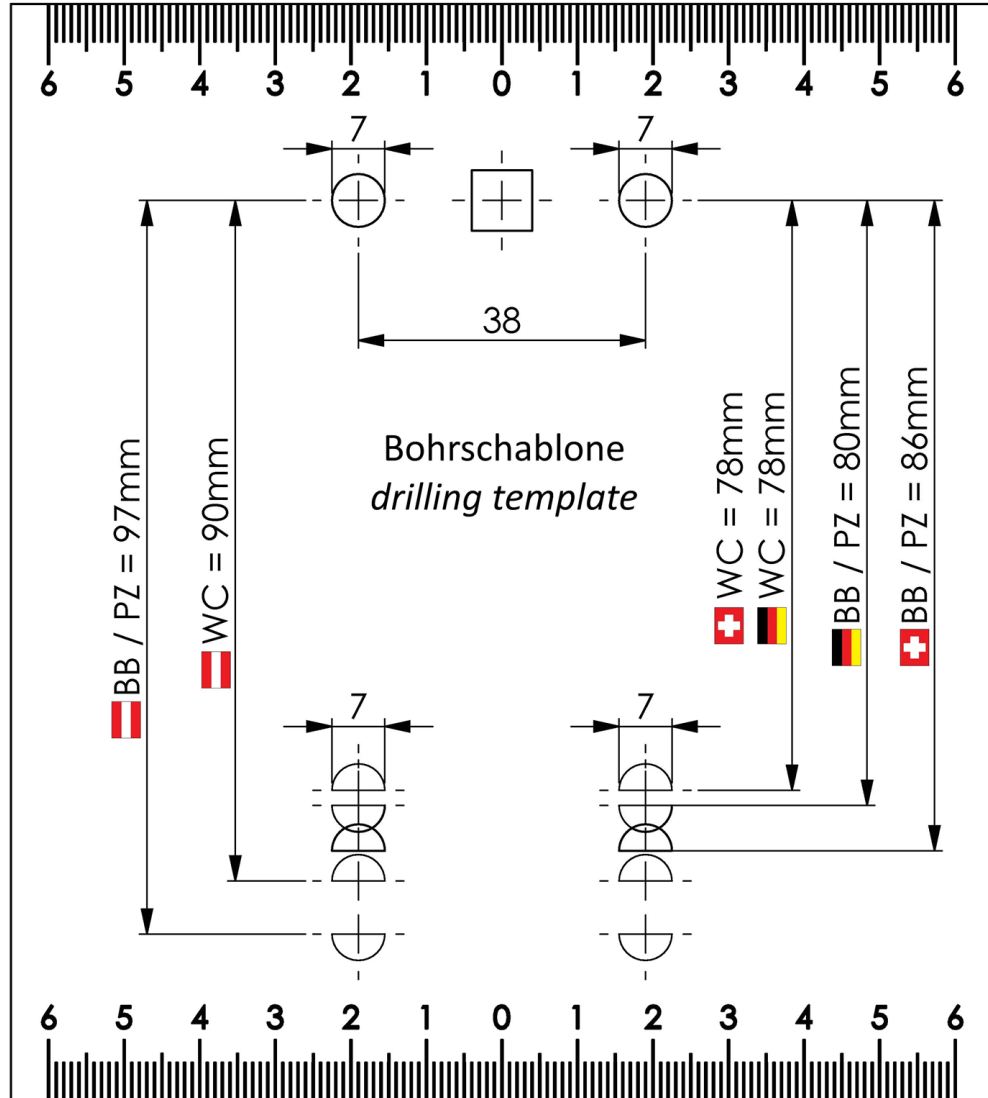 6 5 4 3 2 1 0 1 2 3 4 5 6
7 7
38
Bohrschablone
drilling template
BB / PZ = 97mm
WC = 90mm
WC = 78mm
WC = 78mm
BB / PZ = 80mm
BB / PZ = 86mm
7 7
6 5 4 3 2 1 0 1 2 3 4 5 6